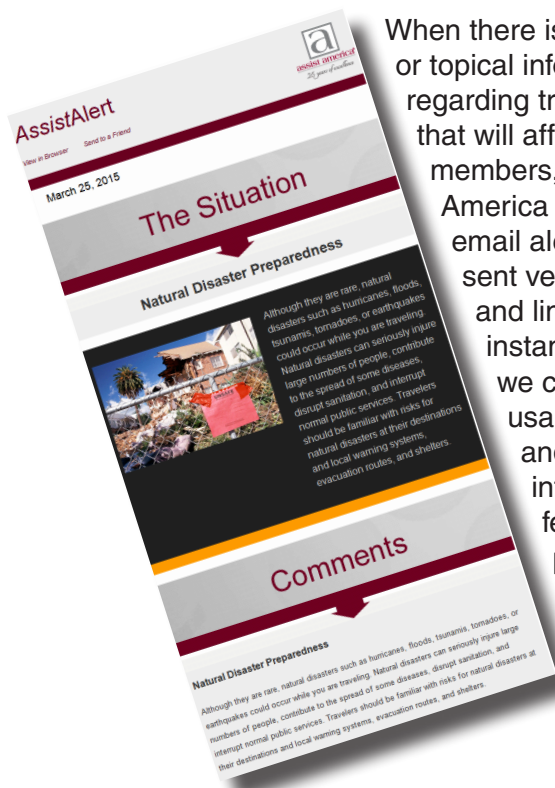 AssistAlert
View in Browser Send to a Friend
a
assist america
25 years of excellence
March 25, 2015
The Situation
Natural Disaster Preparedness
Although they are rare, natural
disasters such as hurricanes, floods,
tsunamis, tornadoes, or earthquakes
could occur while you are traveling.
Natural disasters can seriously injure
large numbers of people, contribute
to the spread of some diseases,
disrupt sanitation, and interrupt
normal public services. Travelers
should be familiar with risks for
natural disasters at their destinations
and local warning systems,
evacuation routes, and shelters.
Comments
Natural Disaster Preparedness
Although they are rare, natural disasters such as hurricanes, floods, tsunamis, tornadoes, or
earthquakes could occur while you are traveling. Natural disasters can seriously injure large
numbers of people, contribute to the spread of some diseases, disrupt sanitation, and
interrupt normal public services. Travelers should be familiar with risks for natural disasters at
their destinations and local warning systems, evacuation routes, and shelters.
When there is
or topical info
regarding tr
that will aff
members,
America
email ale
sent ve
and lin
instan
we c
usa
an
in
fe